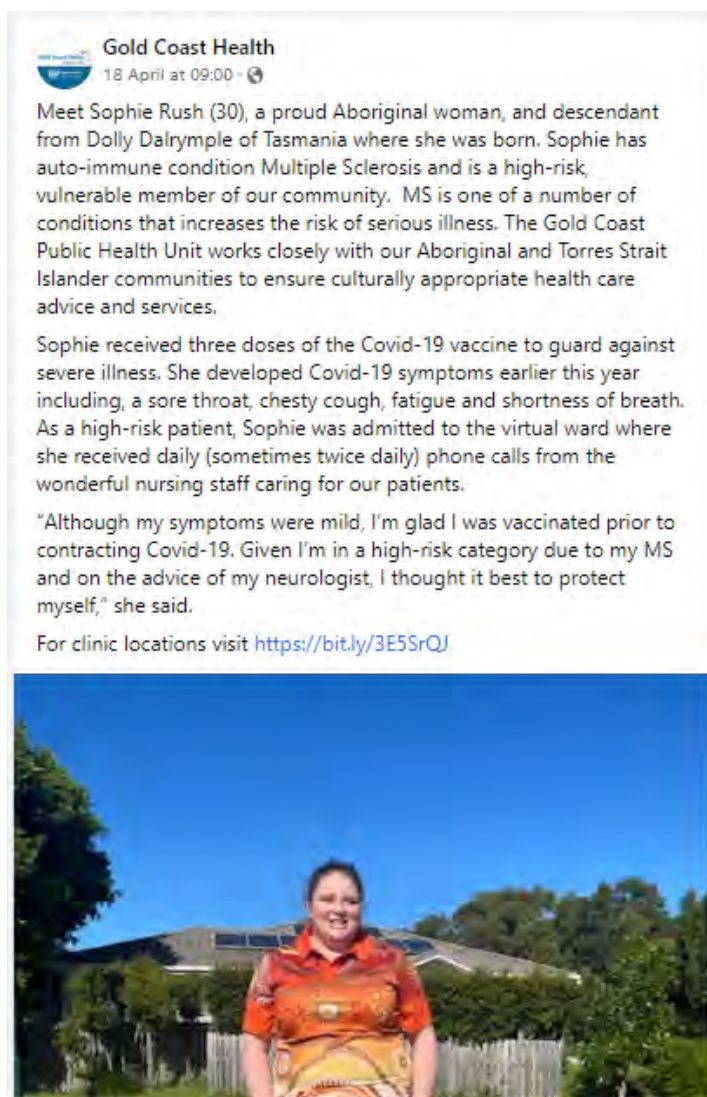 Gold Coast Health
18 April at 09:00 ·
Meet Sophie Rush (30), a proud Aboriginal woman, and descendant
from Dolly Dalrymple of Tasmania where she was born. Sophie has
auto-immune condition Multiple Sclerosis and is a high-risk,
vulnerable member of our community.  MS is one of a number of
conditions that increases the risk of serious illness. The Gold Coast
Public Health Unit works closely with our Aboriginal and Torres Strait
Islander communities to ensure culturally appropriate health care
advice and services.
Sophie received three doses of the Covid-19 vaccine to guard against
severe illness. She developed Covid-19 symptoms earlier this year
including, a sore throat, chesty cough, fatigue and shortness of breath.
As a high-risk patient, Sophie was admitted to the virtual ward where
she received daily (sometimes twice daily) phone calls from the
wonderful nursing staff caring for our patients.
"Although my symptoms were mild, I'm glad I was vaccinated prior to
contracting Covid-19. Given I'm in a high-risk category due to my MS
and on the advice of my neurologist, I thought it best to protect
myself," she said.
For clinic locations visit https://bit.ly/3E5SrQJ